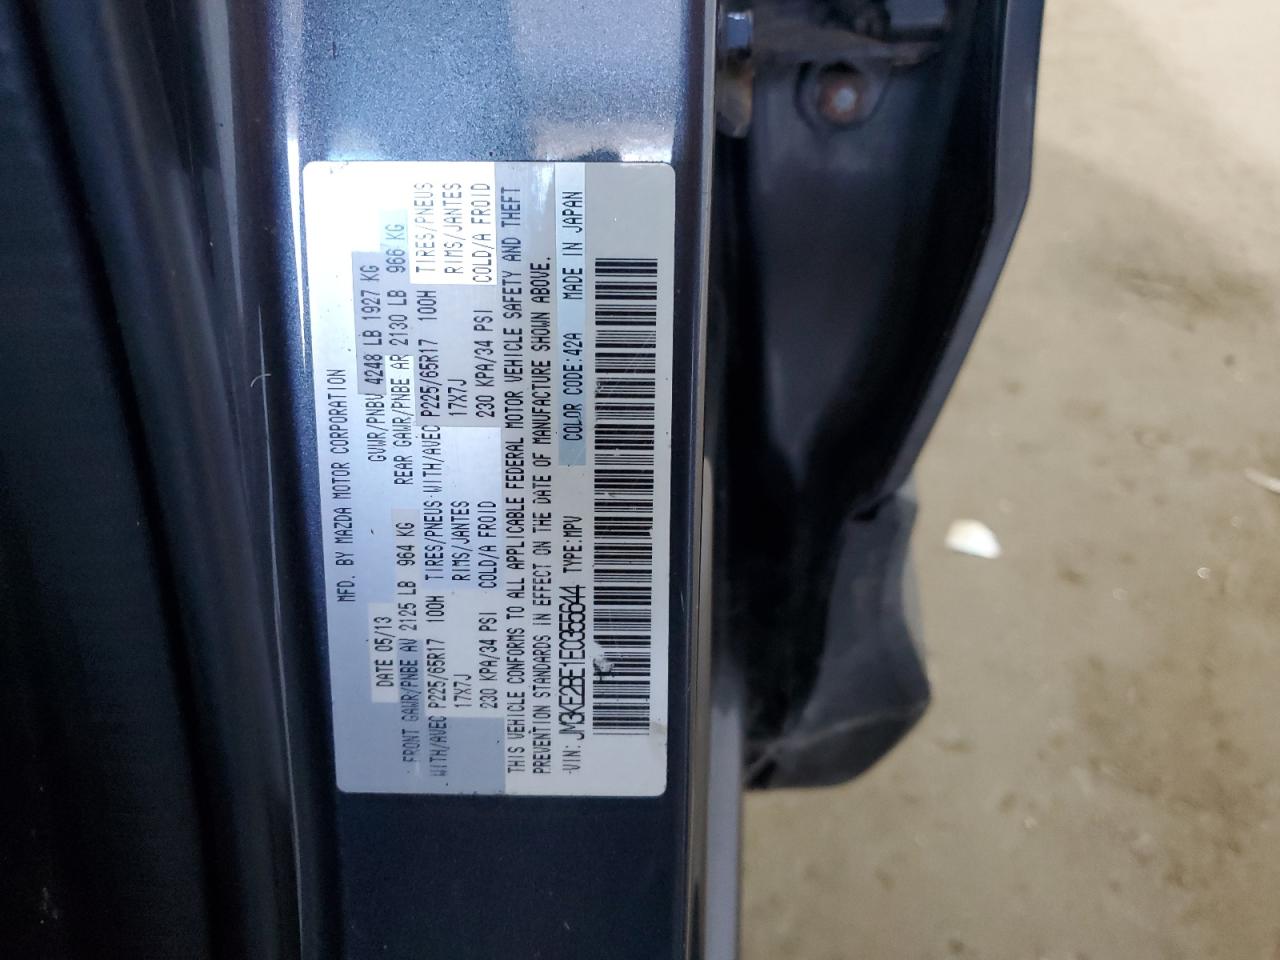 MFD. BY MAZDA MOTOR CORPORATION
DATE 05/13 GVWR/PNBV 4248 LB 1927 KG
FRONT GAWR/PNBE AV 2125 LB 964 KG REAR GAWR/PNBE AR 2130 LB 966 KG
WITH/AVEC P225/65R17 100H TIRES/PNEUS WITH/AVEC P225/65R17 100H TIRES/PNEUS
17X7J RIMS/JANTES 17X7J RIMS/JANTES
230 KPA/34 PSI COLD/A FROID 230 KPA/34 PSI COLD/A FROID
THIS VEHICLE CONFORMS TO ALL APPLICABLE FEDERAL MOTOR VEHICLE SAFETY AND THEFT
PREVENTION STANDARDS IN EFFECT ON THE DATE OF MANUFACTURE SHOWN ABOVE.
VIN: JM3KE2BE1E0355644 TYPE:MPV COLOR CODE:42A MADE IN JAPAN